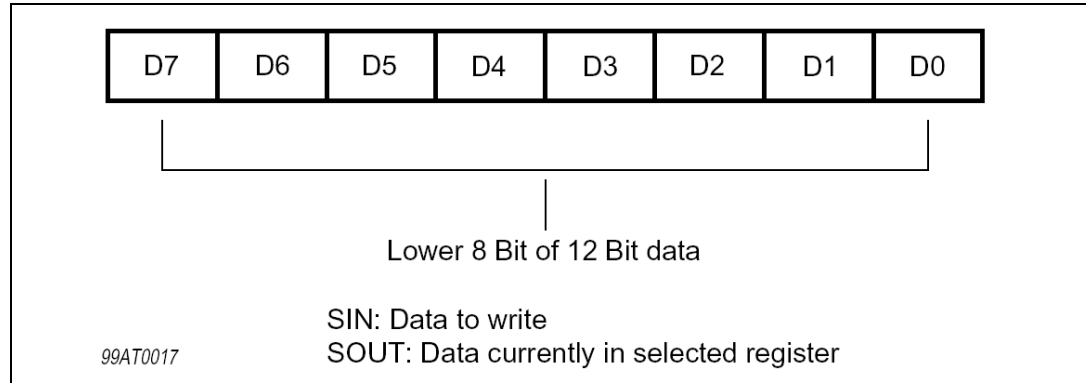 D7 D6 D5 D4 D3 D2 D1 D0
Lower 8 Bit of 12 Bit data
SIN: Data to write
99AT0017 SOUT: Data currently in selected register